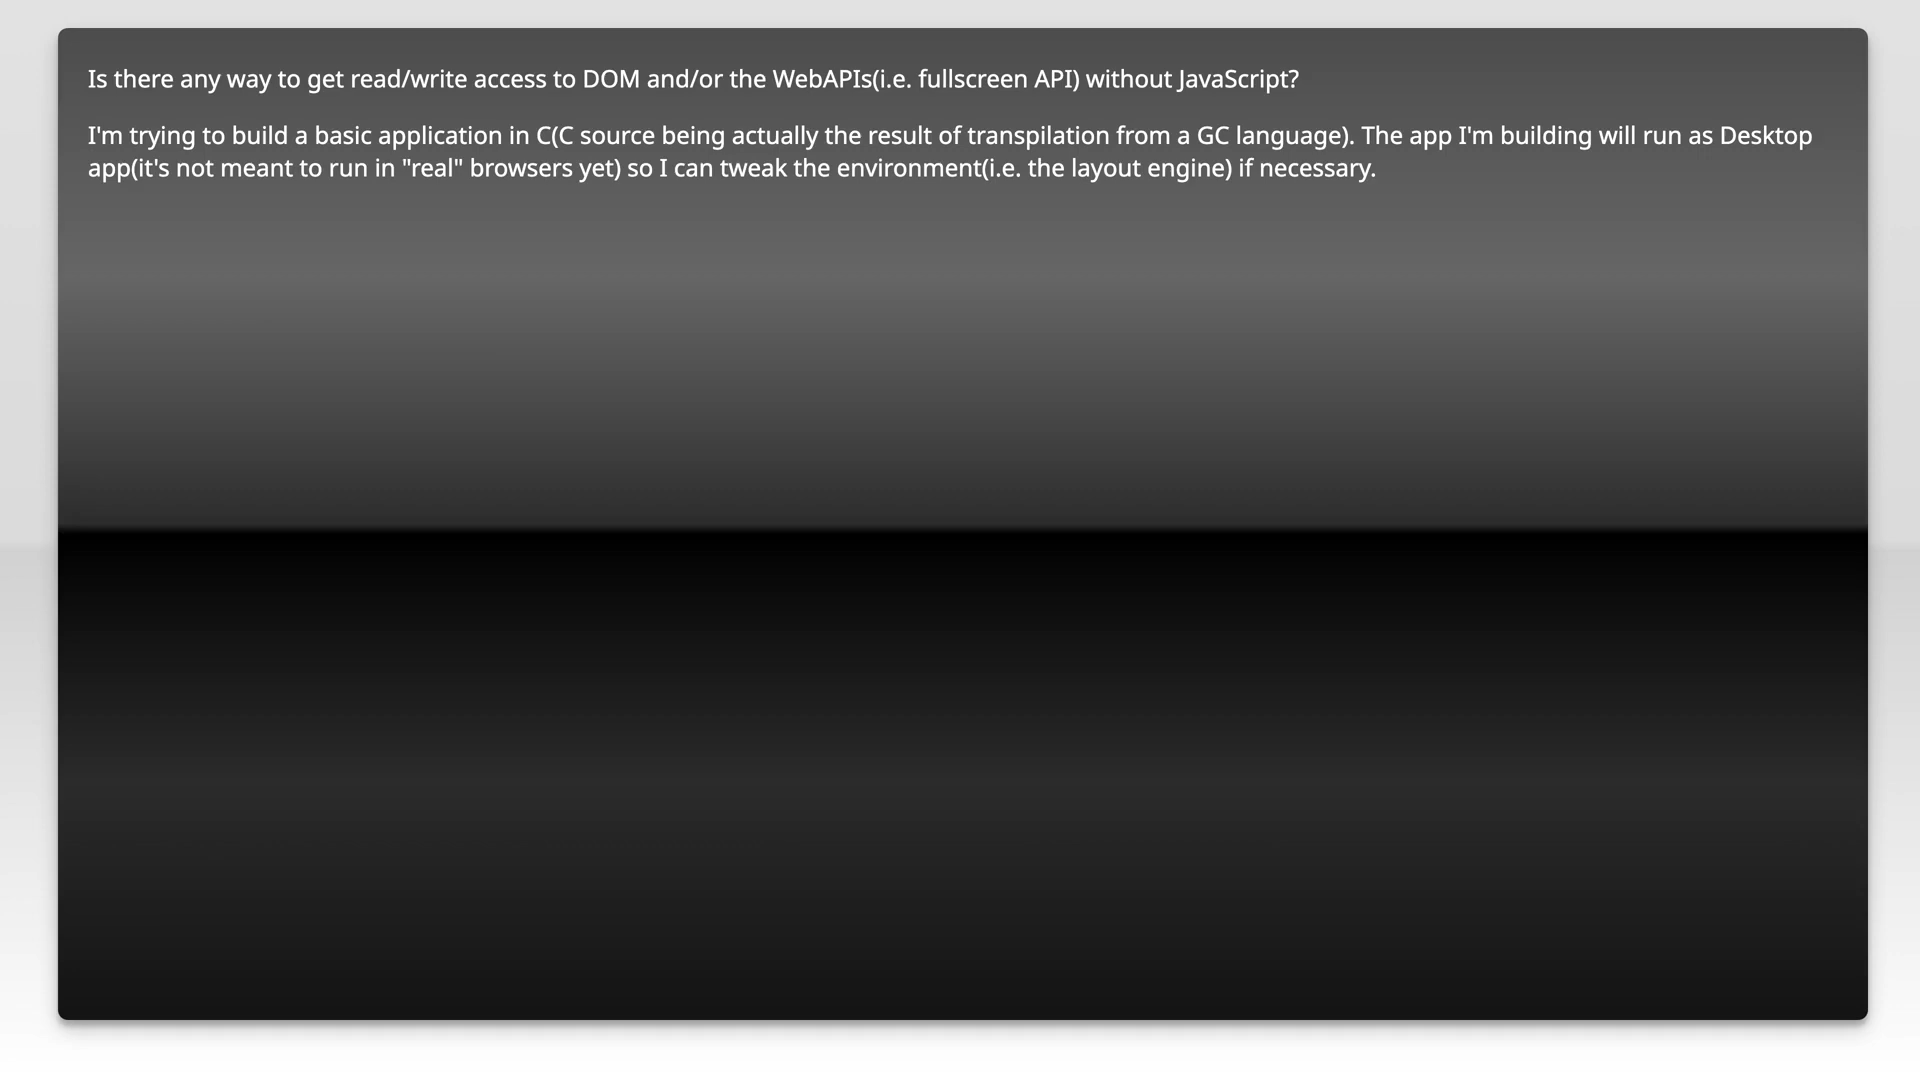 Is there any way to get read/write access to DOM and/or the WebAPIs(i.e. fullscreen API) without JavaScript?
I'm trying to build a basic application in C(C source being actually the result of transpilation from a GC language). The app I'm building will run as Desktop
app(it's not meant to run in "real" browsers yet) so I can tweak the environment(i.e. the layout engine) if necessary.